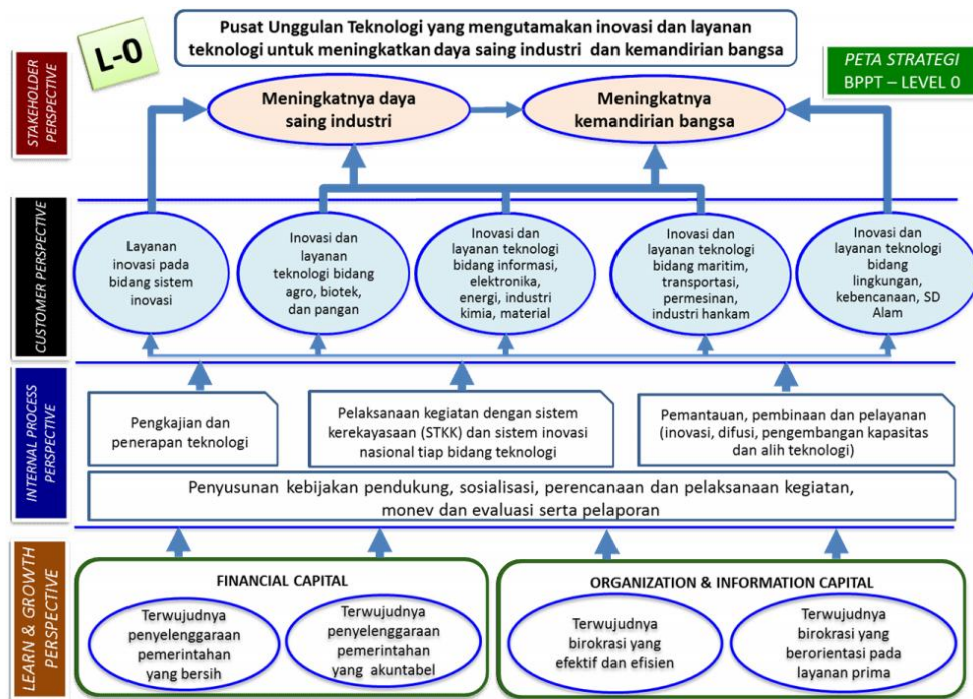 L-0
Pusat Unggulan Teknologi yang mengutamakan inovasi dan layanan
teknologi untuk meningkatkan daya saing industri dan kemandirian bangsa
PETA STRATEGI
BPPT – LEVEL 0
STAKEHOLDER
PERSPECTIVE
Meningkatnya daya
saing industri
Meningkatnya
kemandirian bangsa
CUSTOMER PERSPECTIVE
Layanan
inovasi pada
bidang sistem
inovasi
Inovasi dan
layanan
teknologi bidang
agro, biotek,
dan pangan
Inovasi dan
layanan teknologi
bidang informasi,
elektronika,
energi, industri
kimia, material
Inovasi dan
layanan teknologi
bidang maritim,
transportasi,
permesinan,
industri hankam
Inovasi dan
layanan teknologi
bidang
lingkungan,
kebencanaan, SD
Alam
INTERNAL PROCESS
PERSPECTIVE
Pengkajian dan
penerapan teknologi
Pelaksanaan kegiatan dengan sistem
kerekayasaan (STKK) dan sistem inovasi
nasional tiap bidang teknologi
Pemantauan, pembinaan dan pelayanan
(inovasi, difusi, pengembangan kapasitas
dan alih teknologi)
Penyusunan kebijakan pendukung, sosialisasi, perencanaan dan pelaksanaan kegiatan,
monev dan evaluasi serta pelaporan
LEARN & GROWTH
PERSPECTIVE
FINANCIAL CAPITAL
Terwujudnya
penyelenggaraan
pemerintahan
yang bersih
Terwujudnya
penyelenggaraan
pemerintahan
yang akuntabel
ORGANIZATION & INFORMATION CAPITAL
Terwujudnya
birokrasi yang
efektif dan efisien
Terwujudnya
birokrasi yang
berorientasi pada
layanan prima